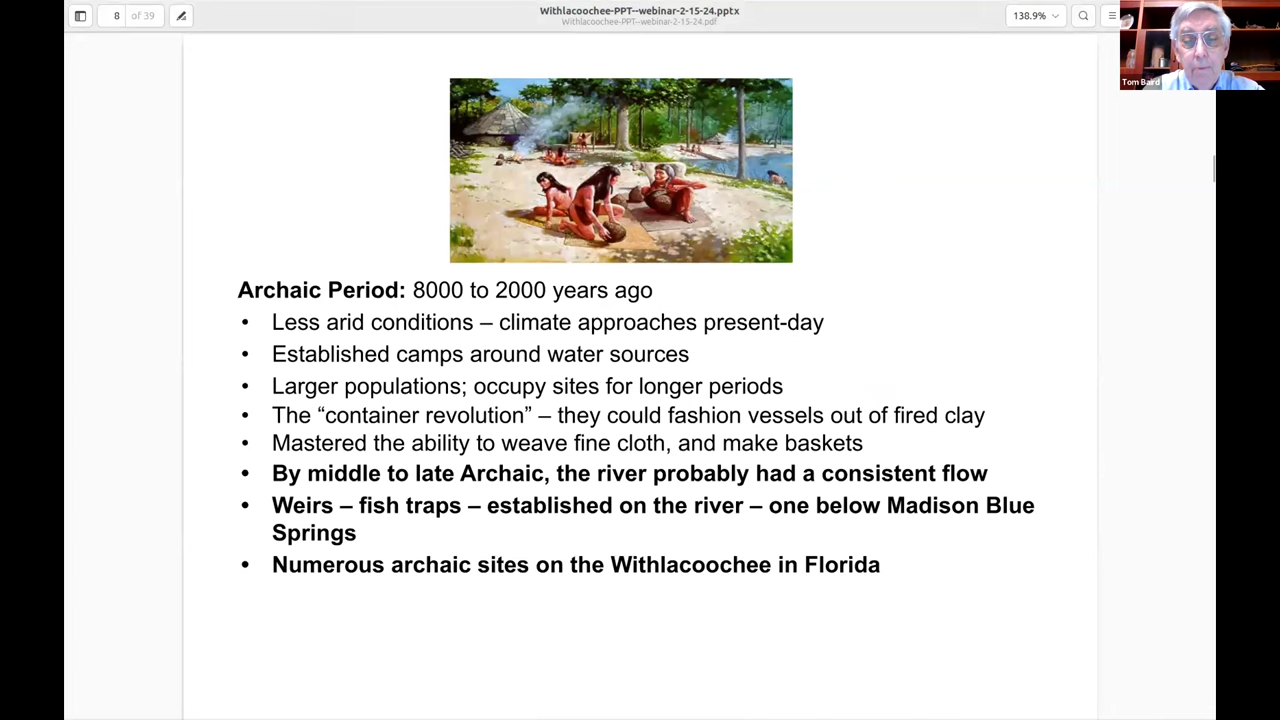 Withlacoochee-PPT--webinar-2-15-24.pptx
Withlacoochee-PPT--webinar-2-15-24.pdf
8 of 39
138.9%
Tom Baird
Archaic Period: 8000 to 2000 years ago
• Less arid conditions – climate approaches present-day
• Established camps around water sources
• Larger populations; occupy sites for longer periods
• The “container revolution” – they could fashion vessels out of fired clay
• Mastered the ability to weave fine cloth, and make baskets
• By middle to late Archaic, the river probably had a consistent flow
• Weirs – fish traps – established on the river – one below Madison Blue
Springs
• Numerous archaic sites on the Withlacoochee in Florida